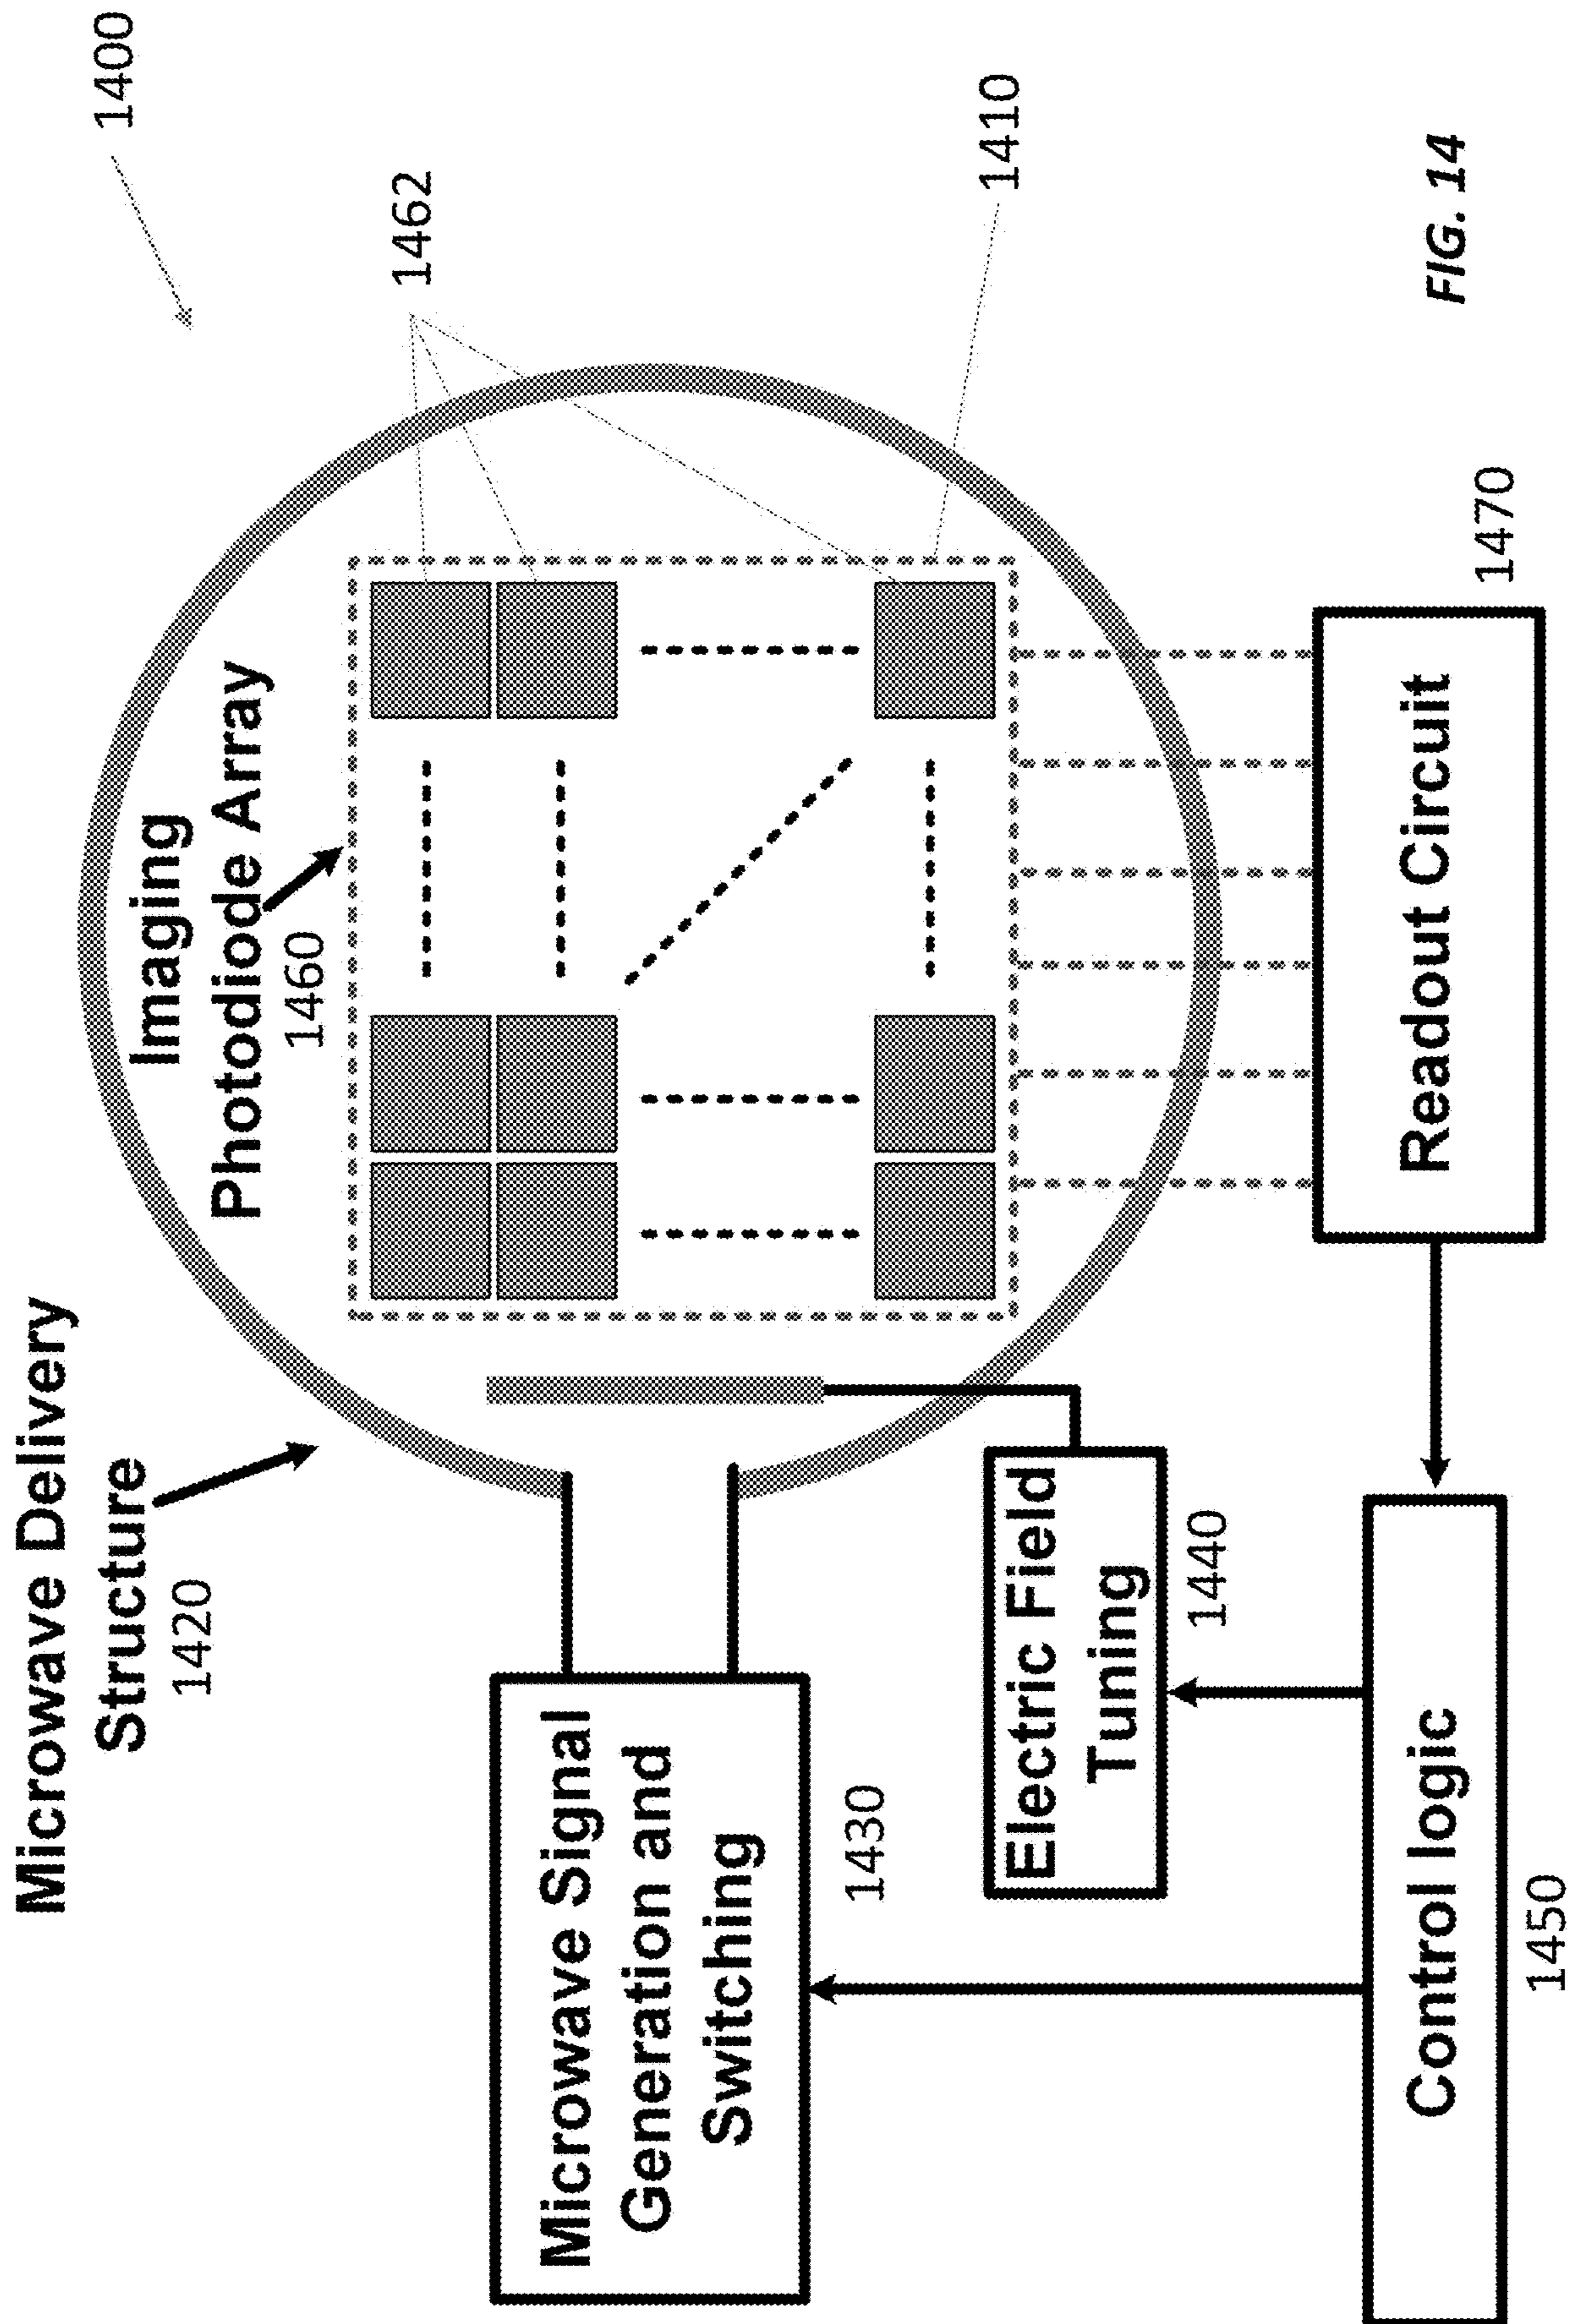 1400
Microwave Delivery
Structure
1420
Imaging
Photodiode Array
1460
1462
1410
Microwave Signal
Generation and
Switching
1430
Electric Field
Tuning
1440
Control logic
1450
Readout Circuit
1470
FIG. 14